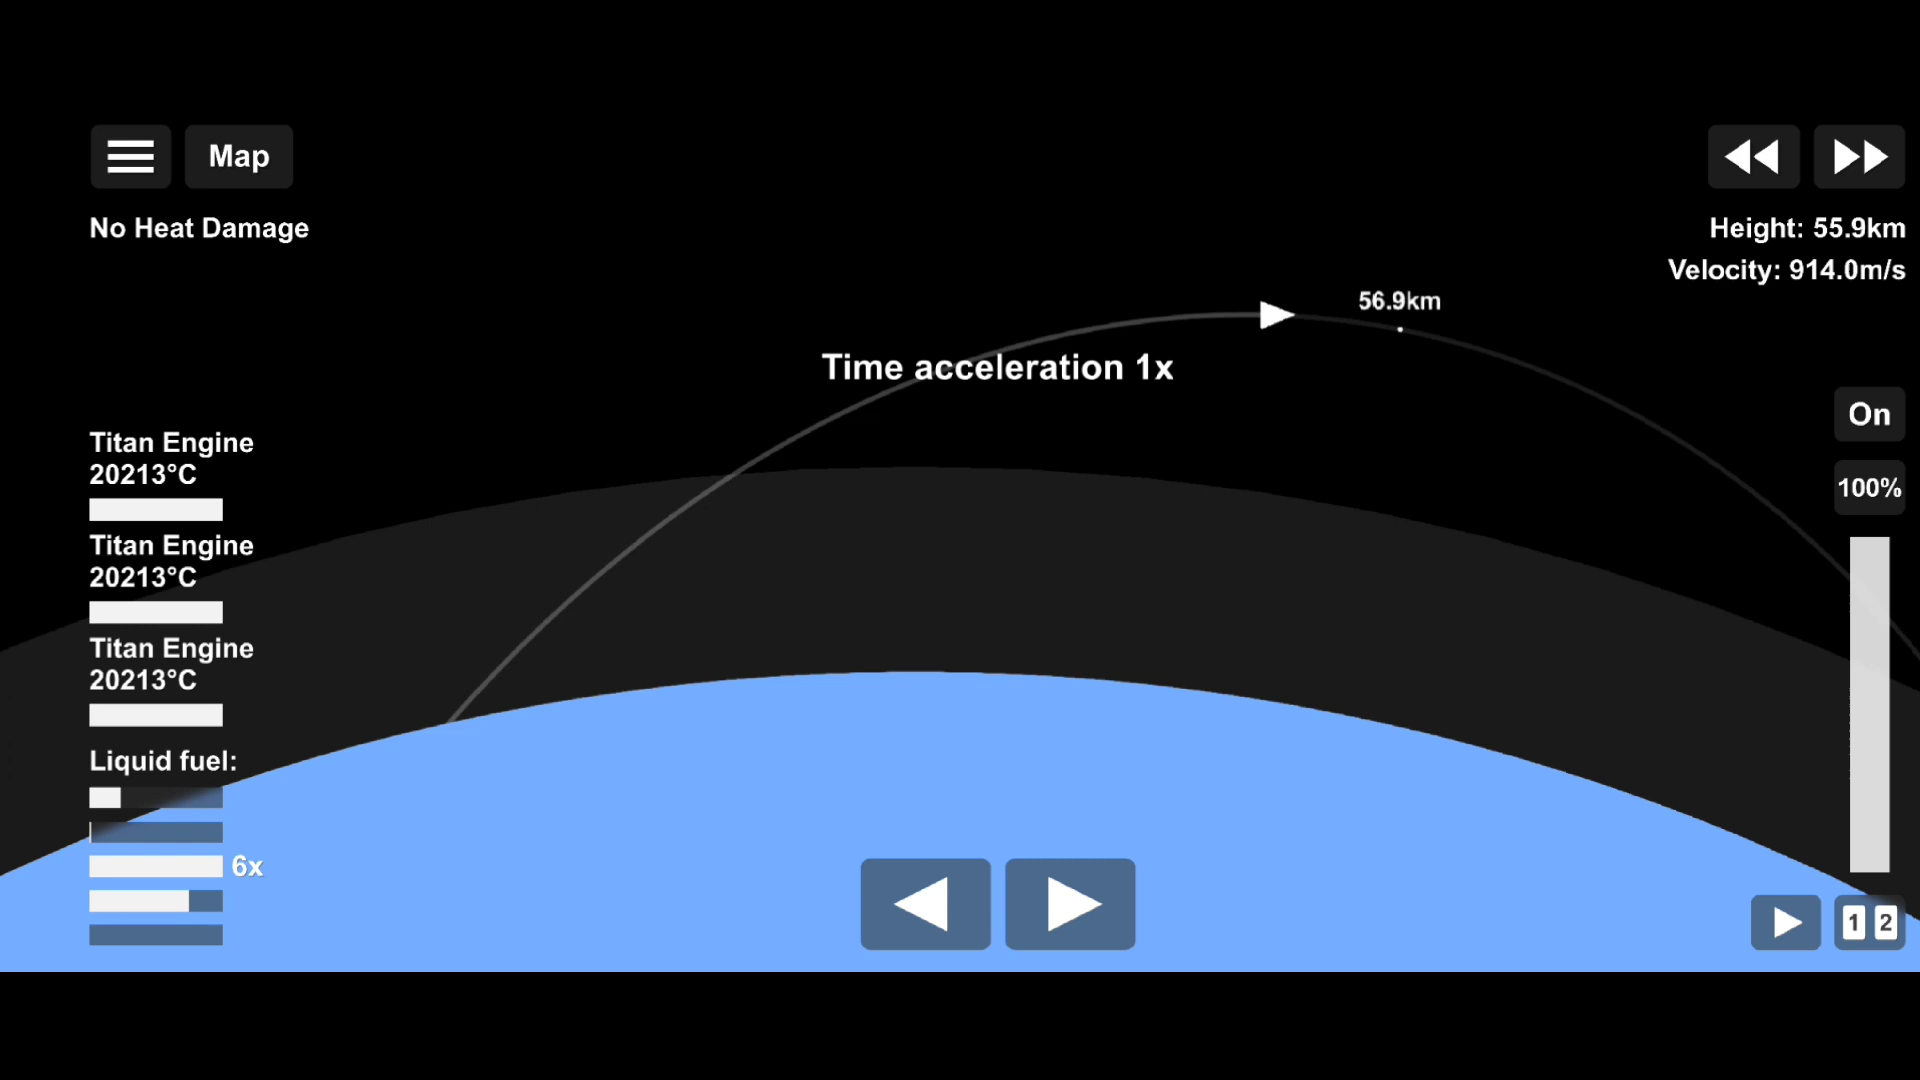 Map
No Heat Damage
Height: 55.9km
Velocity: 914.0m/s
56.9km
Time acceleration 1x
On
100%
Titan Engine
20213°C
Titan Engine
20213°C
Titan Engine
20213°C
Liquid fuel:
6x
1 2